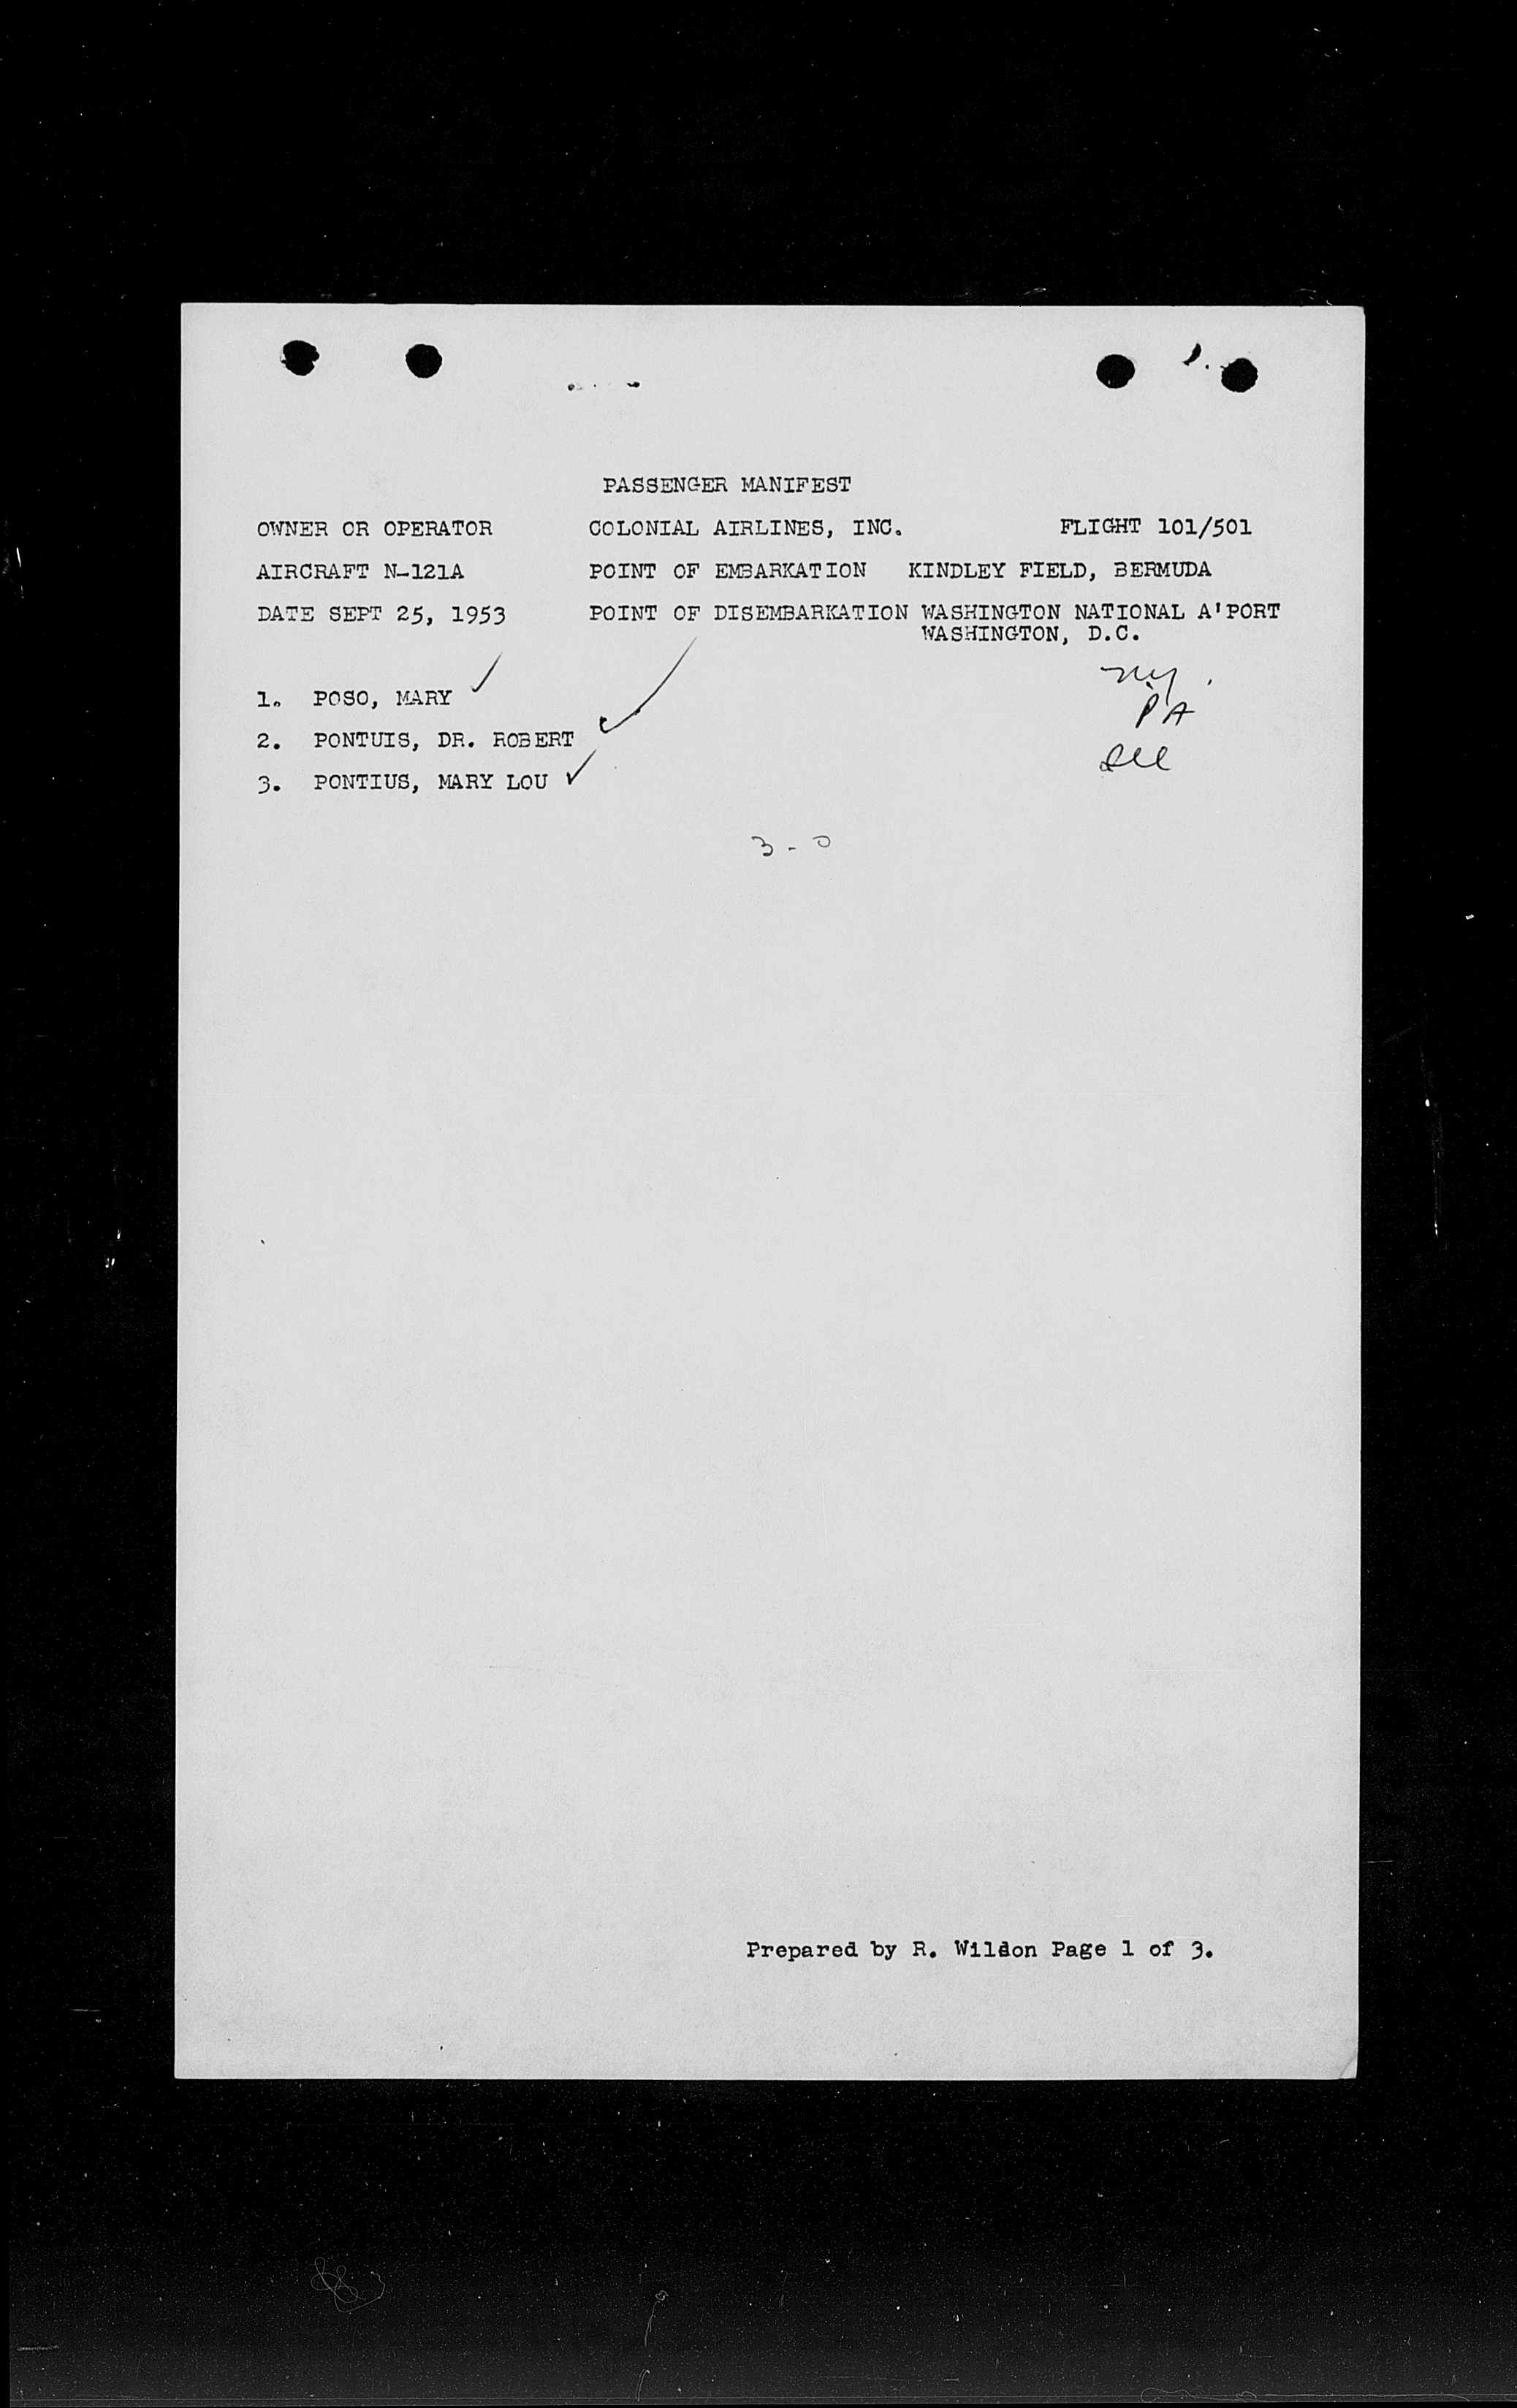 PASSENGER MANIFEST
OWNER OR OPERATOR COLONIAL AIRLINES, INC. FLIGHT 101/501
AIRCRAFT N-121A POINT OF EMBARKATION KINDLEY FIELD, BERMUDA
DATE SEPT 25, 1953 POINT OF DISEMBARKATION WASHINGTON NATIONAL A'PORT
WASHINGTON, D.C.
1. POSO, MARY ✓
2. PONTUIS, DR. ROBERT ✓
3. PONTIUS, MARY LOU ✓
PA
3-0
Prepared by R. Page 1 of 3.